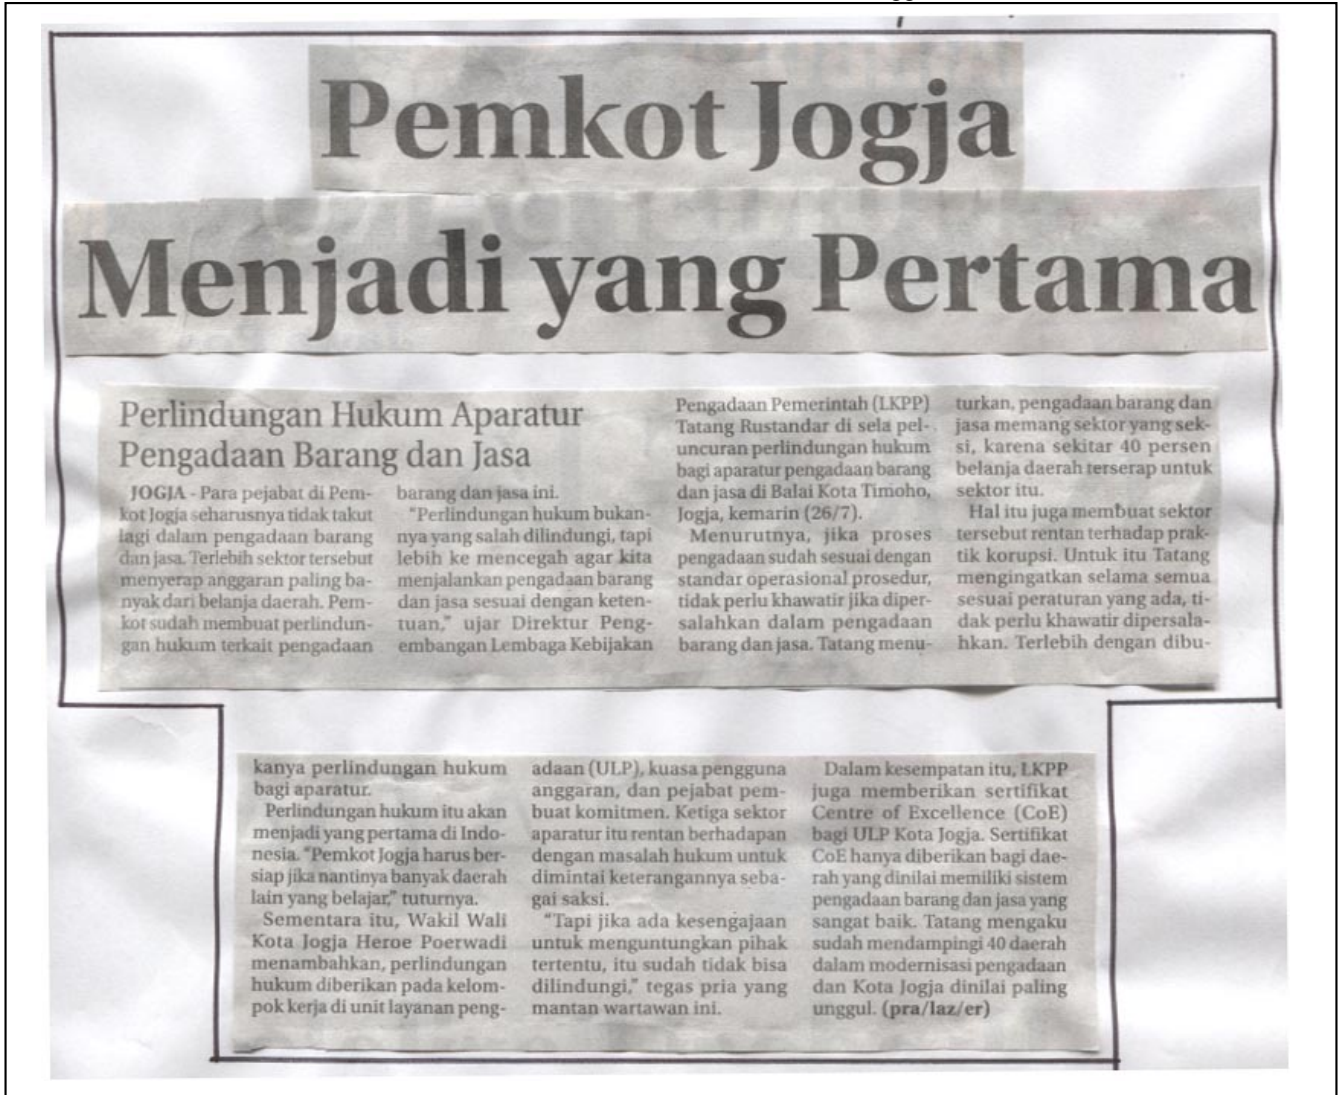 Pemkot Jogja
Menjadi yang Pertama
Perlindungan Hukum Aparatur
Pengadaan Barang dan Jasa
JOGJA - Para pejabat di Pem-
kot Jogja seharusnya tidak takut
lagi dalam pengadaan barang
dan jasa. Terlebih sektor tersebut
menyerap anggaran paling ba-
nyak dari belanja daerah. Pem-
kot sudah membuat perlindun-
gan hukum terkait pengadaan
barang dan jasa ini.
"Perlindungan hukum bukan-
nya yang salah dilindungi, tapi
lebih ke mencegah agar kita
menjalankan pengadaan barang
dan jasa sesuai dengan keten-
tuan," ujar Direktur Peng-
embangan Lembaga Kebijakan
Pengadaan Pemerintah (LKPP)
Tatang Rustandar di sela pel-
uncuran perlindungan hukum
bagi aparatur pengadaan barang
dan jasa di Balai Kota Timoho,
Jogja, kemarin (26/7).
Menurutnya, jika proses
pengadaan sudah sesuai dengan
standar operasional prosedur,
tidak perlu khawatir jika diper-
salahkan dalam pengadaan
barang dan jasa. Tatang menu-
turkan, pengadaan barang dan
jasa memang sektor yang sek-
si, karena sekitar 40 persen
belanja daerah terserap untuk
sektor itu.
Hal itu juga membuat sektor
tersebut rentan terhadap prak-
tik korupsi. Untuk itu Tatang
mengingatkan selama semua
sesuai peraturan yang ada, ti-
dak perlu khawatir dipersala-
hkan. Terlebih dengan dibu-
kanya perlindungan hukum
bagi aparatur.
Perlindungan hukum itu akan
menjadi yang pertama di Indo-
nesia. "Pemkot Jogja harus ber-
siap jika nantinya banyak daerah
lain yang belajar," tuturnya.
Sementara itu, Wakil Wali
Kota Jogja Heroe Poerwadi
menambahkan, perlindungan
hukum diberikan pada kelom-
pok kerja di unit layanan peng-
adaan (ULP), kuasa pengguna
anggaran, dan pejabat pem-
buat komitmen. Ketiga sektor
aparatur itu rentan berhadapan
dengan masalah hukum untuk
dimintai keterangannya seba-
gai saksi.
"Tapi jika ada kesengajaan
untuk menguntungkan pihak
tertentu, itu sudah tidak bisa
dilindungi," tegas pria yang
mantan wartawan ini.
Dalam kesempatan itu, LKPP
juga memberikan sertifikat
Centre of Excellence (CoE)
bagi ULP Kota Jogja. Sertifikat
CoE hanya diberikan bagi dae-
rah yang dinilai memiliki sistem
pengadaan barang dan jasa yang
sangat baik. Tatang mengaku
sudah mendampingi 40 daerah
dalam modernisasi pengadaan
dan Kota Jogja dinilai paling
unggul. (pra/laz/er)